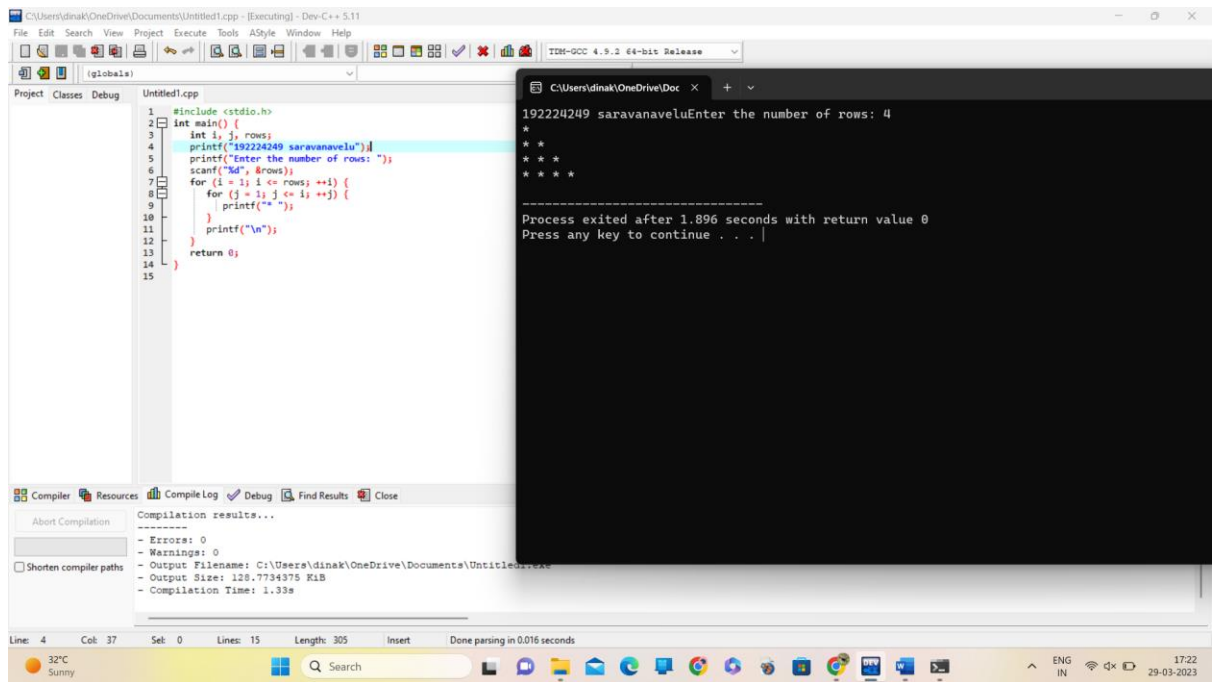 C:\Users\dinak\OneDrive\Documents\Untitled1.cpp - [Executing] - Dev-C++ 5.11
File Edit Search View Project Execute Tools AStyle Window Help
TDM-GCC 4.9.2 64-bit Release
(globals)
Project Classes Debug
Untitled1.cpp
1 #include <stdio.h>
2 int main() {
3 int i, j, rows;
4 printf("192224249 saravanavelu");
5 printf("Enter the number of rows: ");
6 scanf("%d", &rows);
7 for (i = 1; i <= rows; ++i) {
8 for (j = 1; j <= i; ++j) {
9 printf("* ");
10 }
11 printf("\n");
12 }
13 return 0;
14 }
15
C:\Users\dinak\OneDrive\Doc
192224249 saravanaveluEnter the number of rows: 4
*
* *
* * *
* * * *
--------------------------------
Process exited after 1.896 seconds with return value 0
Press any key to continue . . .
Compiler Resources Compile Log Debug Find Results Close
Abort Compilation
Shorten compiler paths
Compilation results...
--------
- Errors: 0
- Warnings: 0
- Output Filename: C:\Users\dinak\OneDrive\Documents\Untitled1.exe
- Output Size: 128.7734375 KiB
- Compilation Time: 1.33s
Line: 4 Col: 37 Sel: 0 Lines: 15 Length: 305 Insert Done parsing in 0.016 seconds
32°C
Sunny
Search
DEV
ENG
IN
17:22
29-03-2023